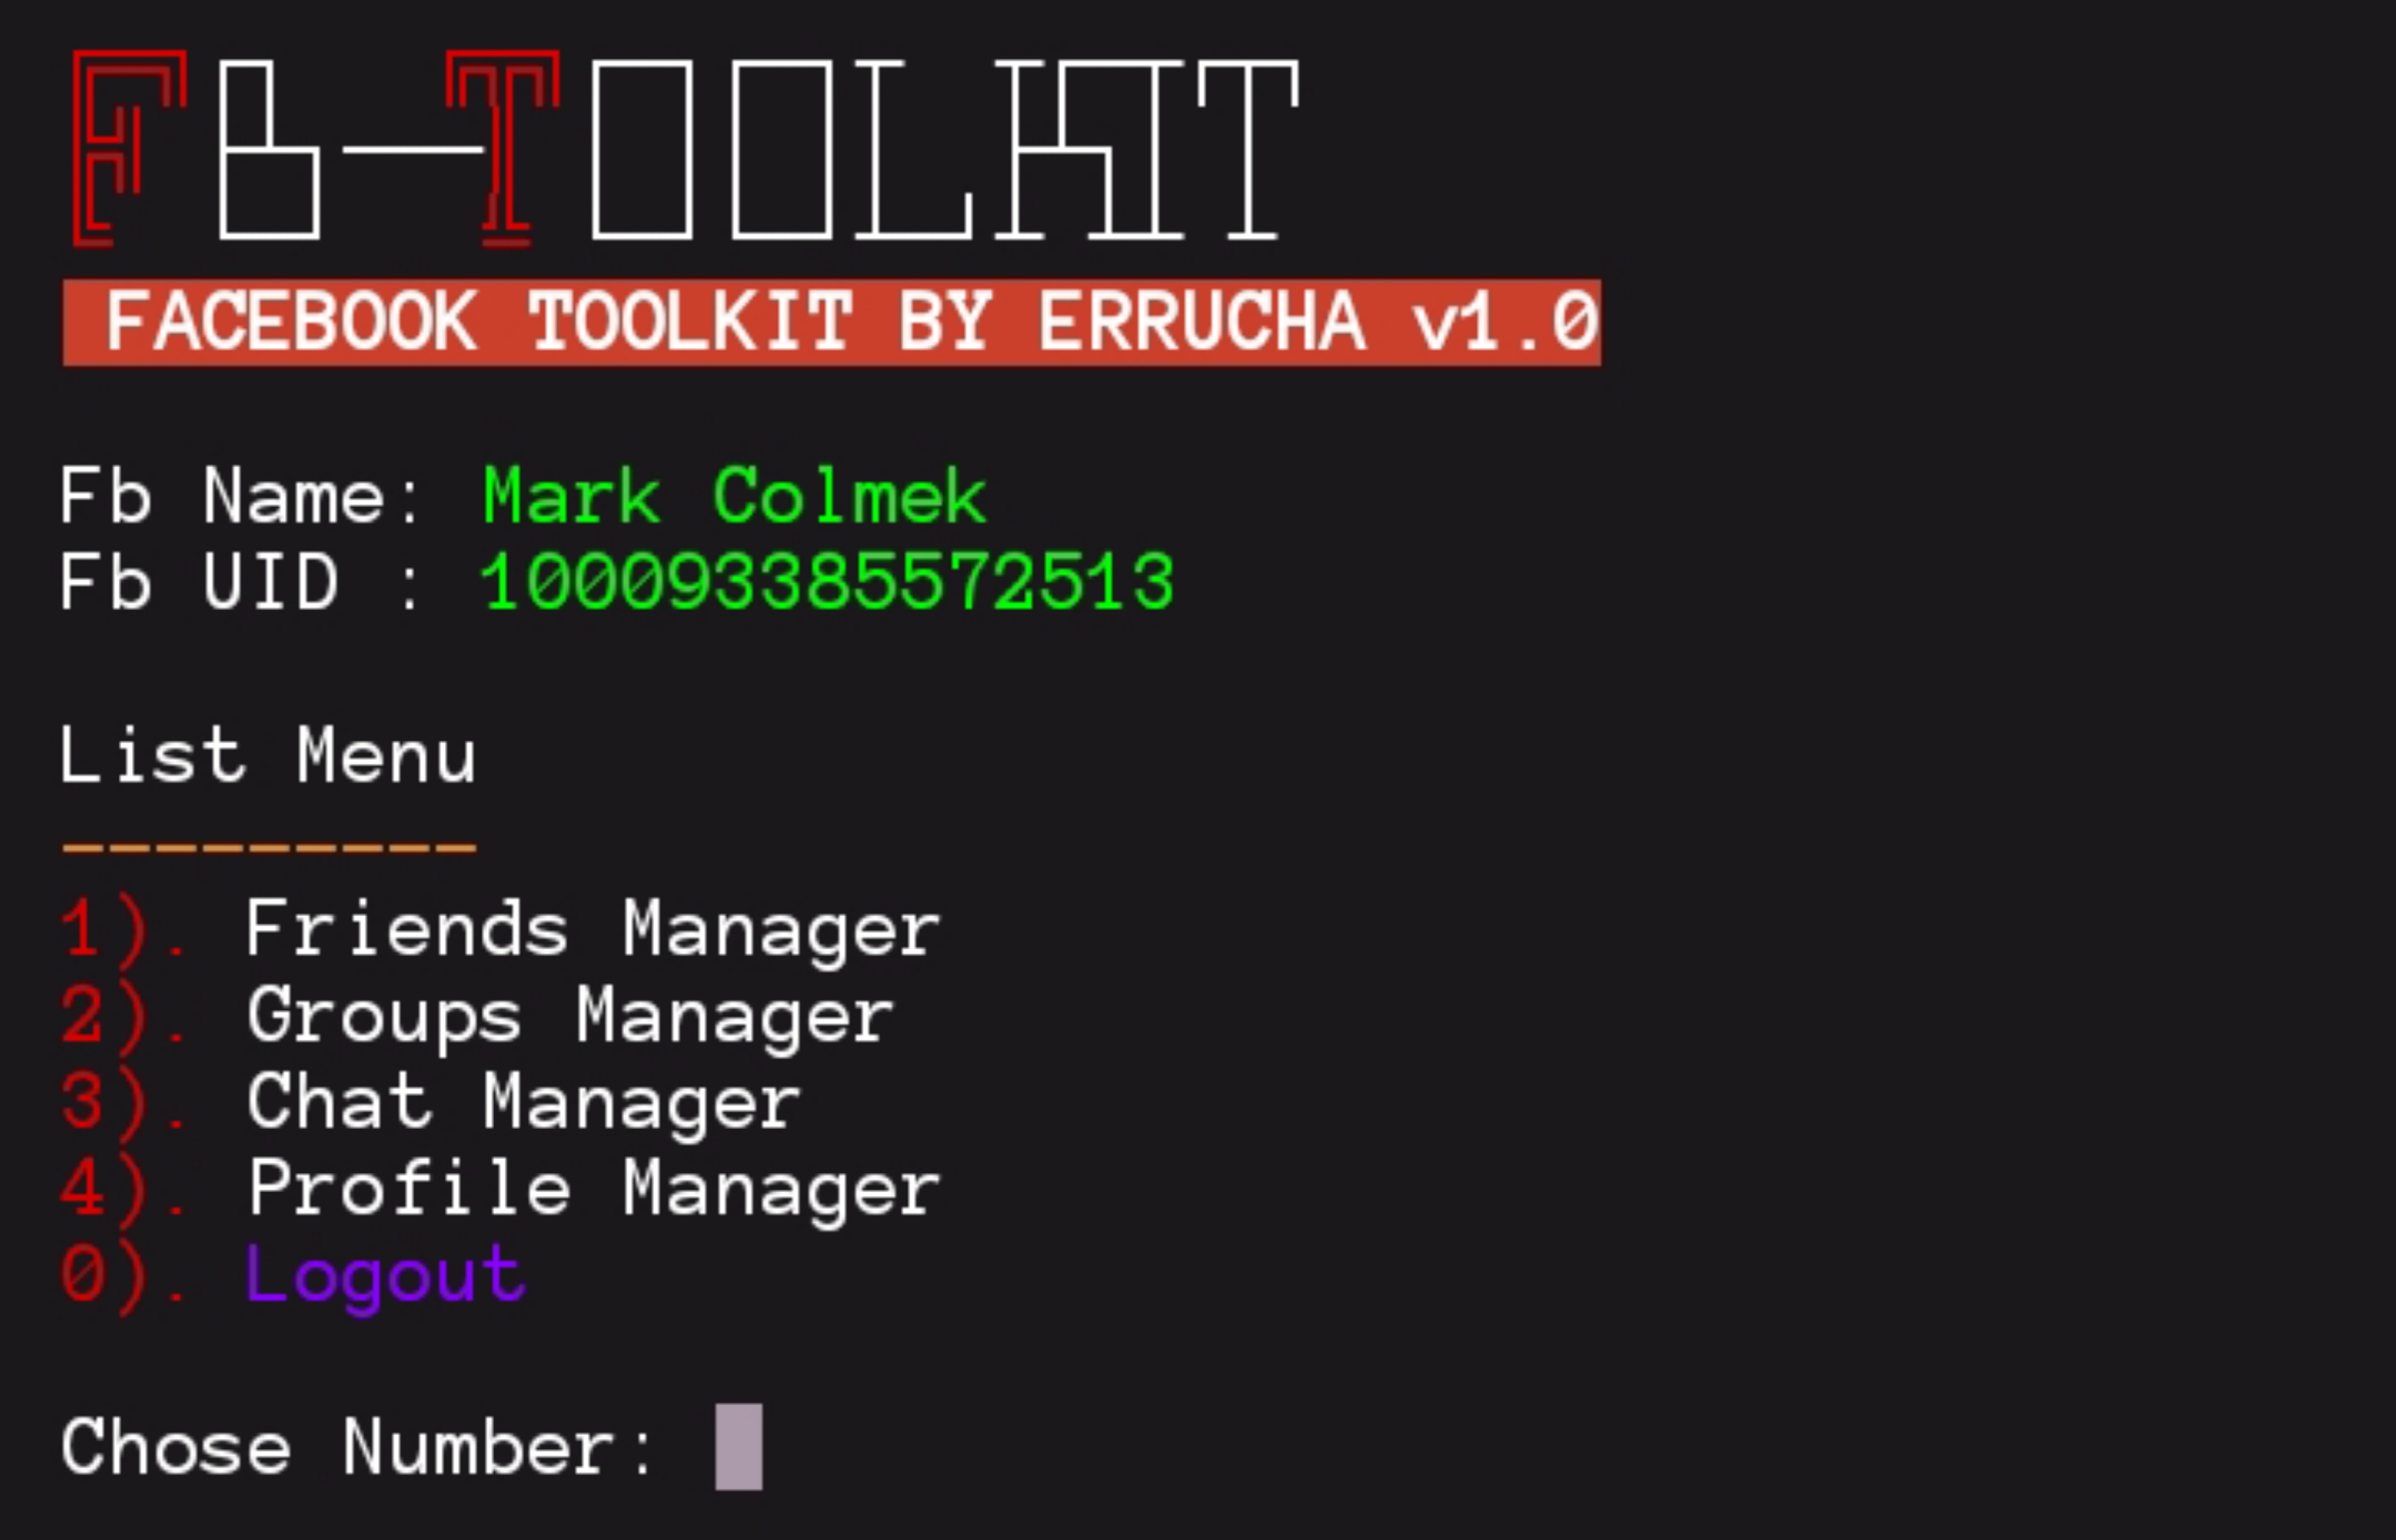 Fb-TOOLKIT
FACEBOOK TOOLKIT BY ERRUCHA v1.0
Fb Name: Mark Colmek
Fb UID : 100093385572513
List Menu
---------
1). Friends Manager
2). Groups Manager
3). Chat Manager
4). Profile Manager
0). Logout
Chose Number: